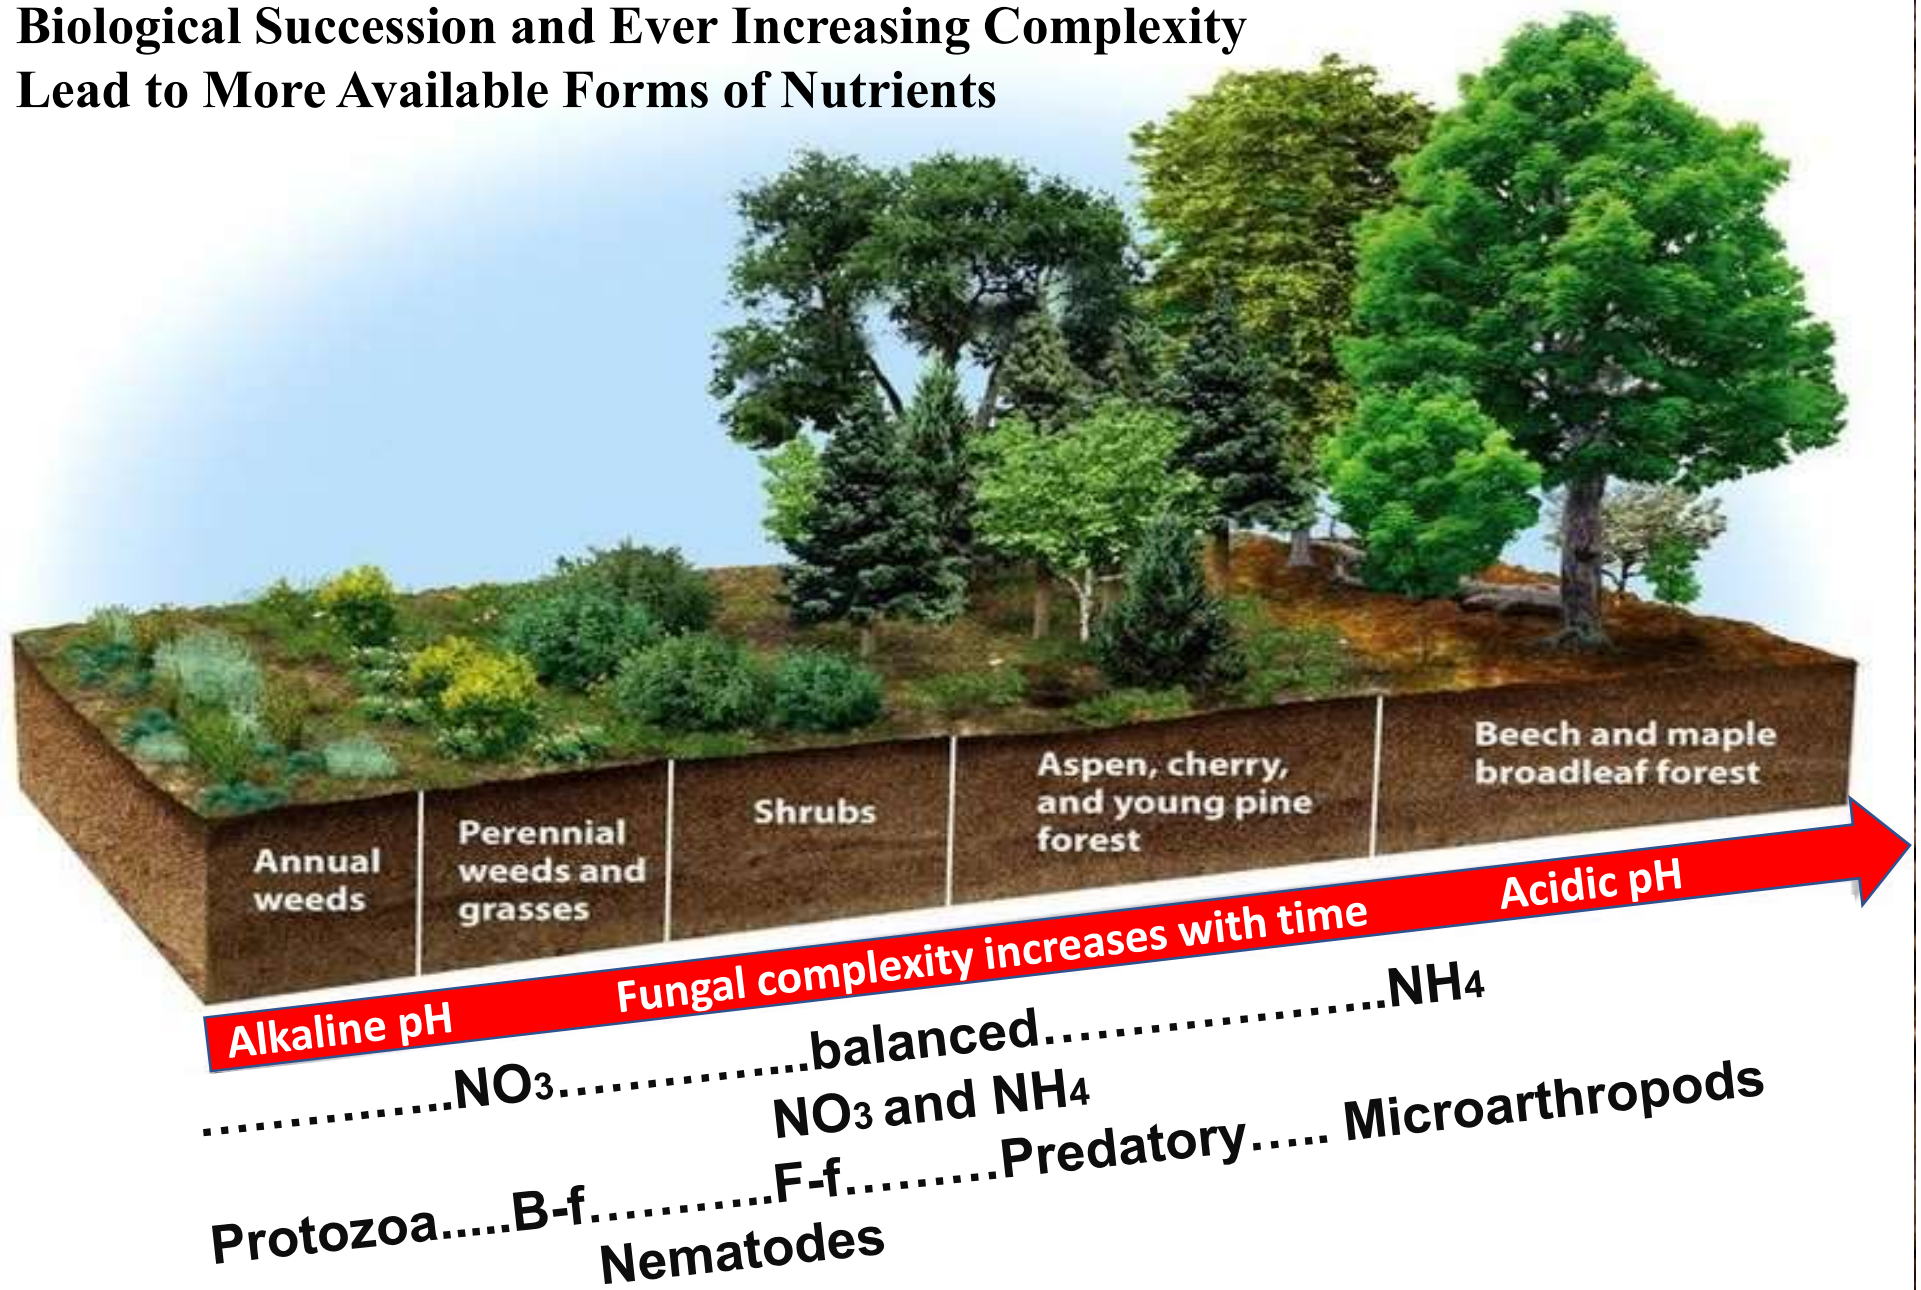 Biological Succession and Ever Increasing Complexity
Lead to More Available Forms of Nutrients
Annual
weeds
Perennial
weeds and
grasses
Shrubs
Aspen, cherry,
and young pine
forest
Beech and maple
broadleaf forest
Alkaline pH Fungal complexity increases with time Acidic pH
…………..NO3…………....balanced………………..NH4
NO3 and NH4
Protozoa.....B-f………..F-f………Predatory….. Microarthropods
Nematodes